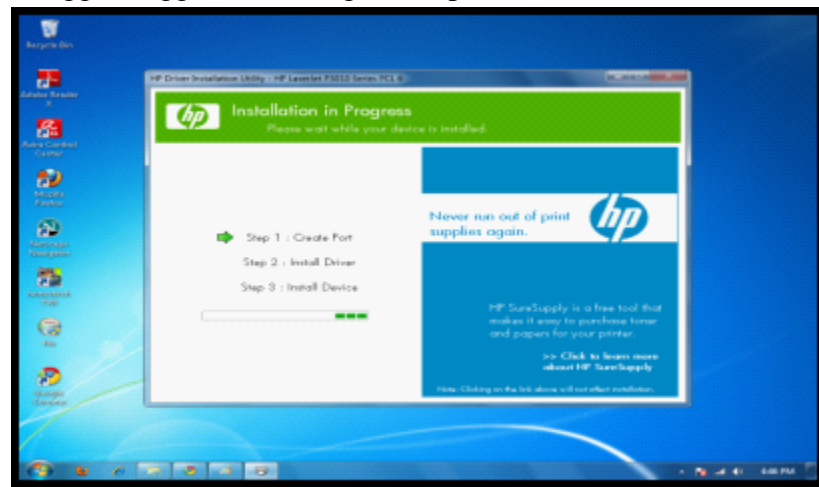 Recycle Bin
Adobe Reader
X
HP Driver Installation Utility - HP LaserJet P3010 Series PCL 6
hp
Installation in Progress
Please wait while your device is installed.
Mozilla
Firefox
Netscape
Navigator
Step 1 : Create Port
Step 2 : Install Driver
Step 3 : Install Device
Never run out of print
supplies again.
hp
HP SureSupply is a free tool that
makes it easy to purchase toner
and papers for your printer.
>> Click to learn more
about HP SureSupply
Note: Clicking on the link above will not affect installation.
Google
Chrome